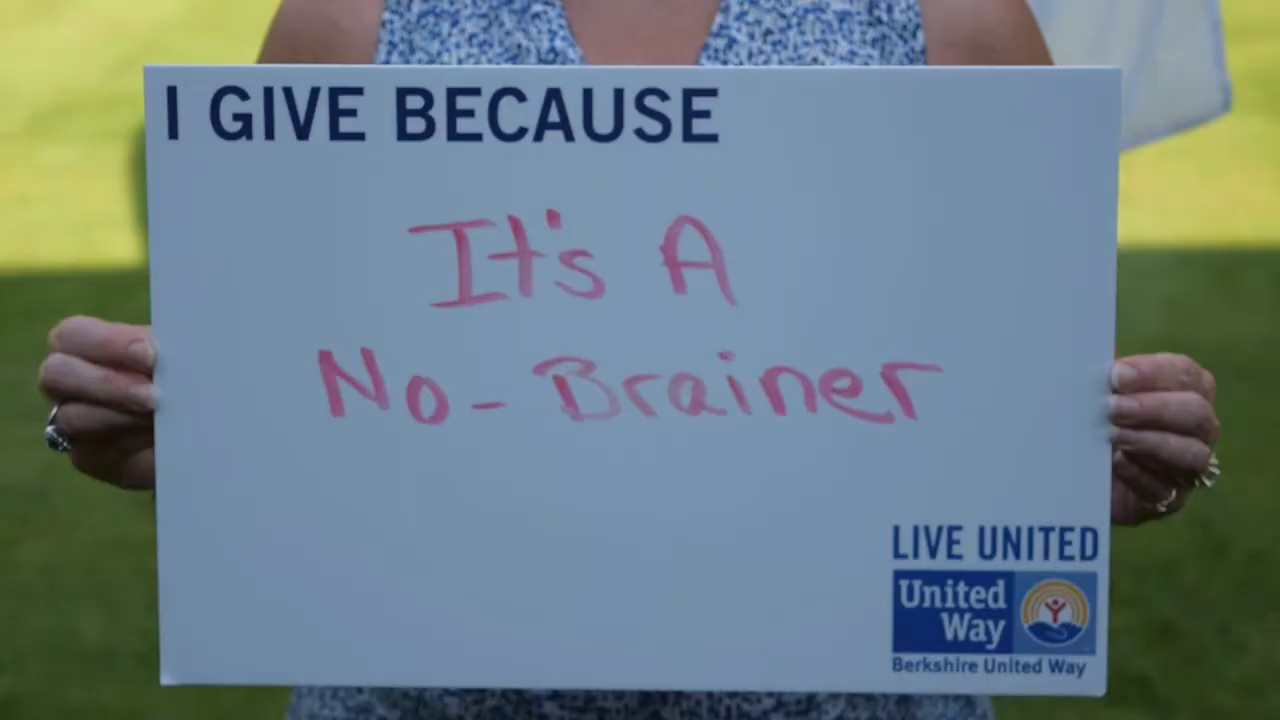 I GIVE BECAUSE
It's A
No-Brainer
LIVE UNITED
United
Way
Berkshire United Way